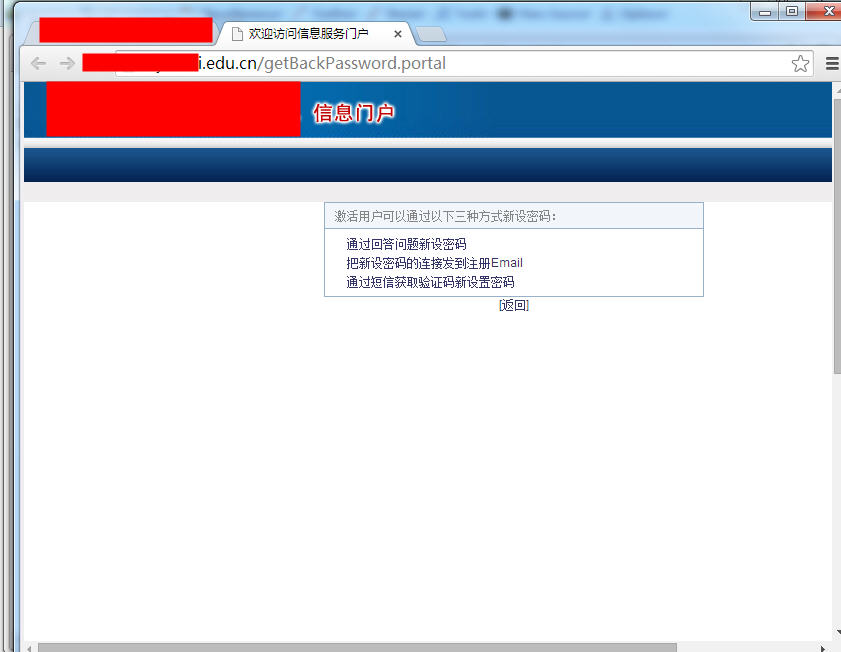 欢迎访问信息服务门户
i.edu.cn/getBackPassword.portal
信息门户
激活用户可以通过以下三种方式新设密码：
通过回答问题新设密码
把新设密码的连接发到注册Email
通过短信获取验证码新设置密码
[返回]